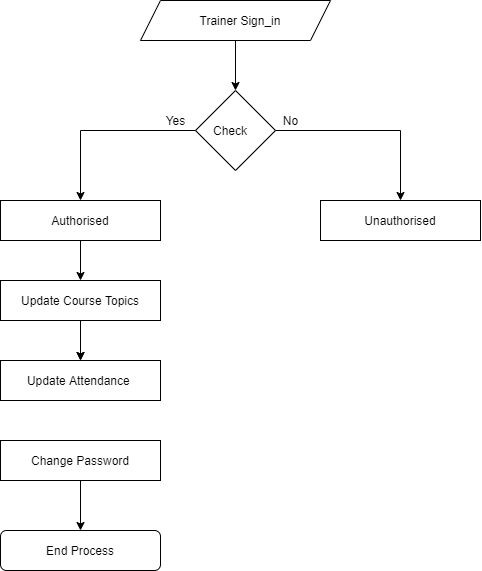 Trainer Sign_in
Check
Yes
No
Authorised
Unauthorised
Update Course Topics
Update Attendance
Change Password
End Process